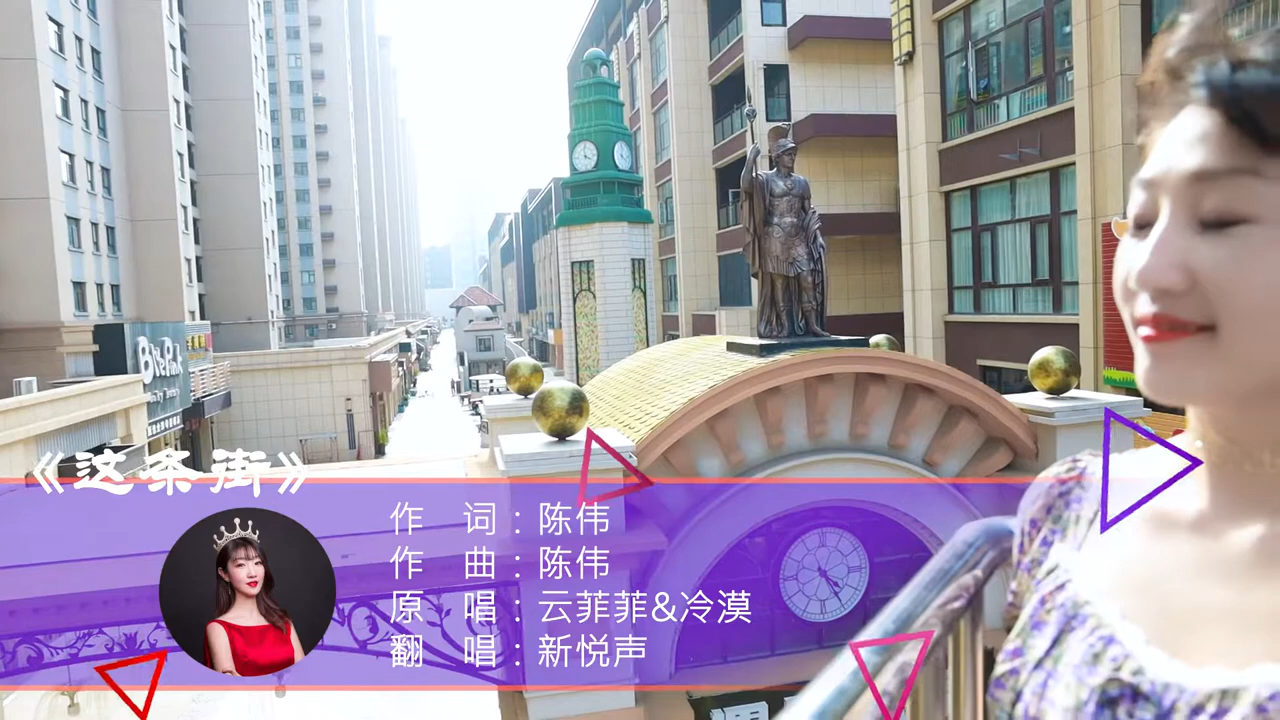 《这条街》
作 词：陈伟
作 曲：陈伟
原 唱：云菲菲&冷漠
翻 唱：新悦声